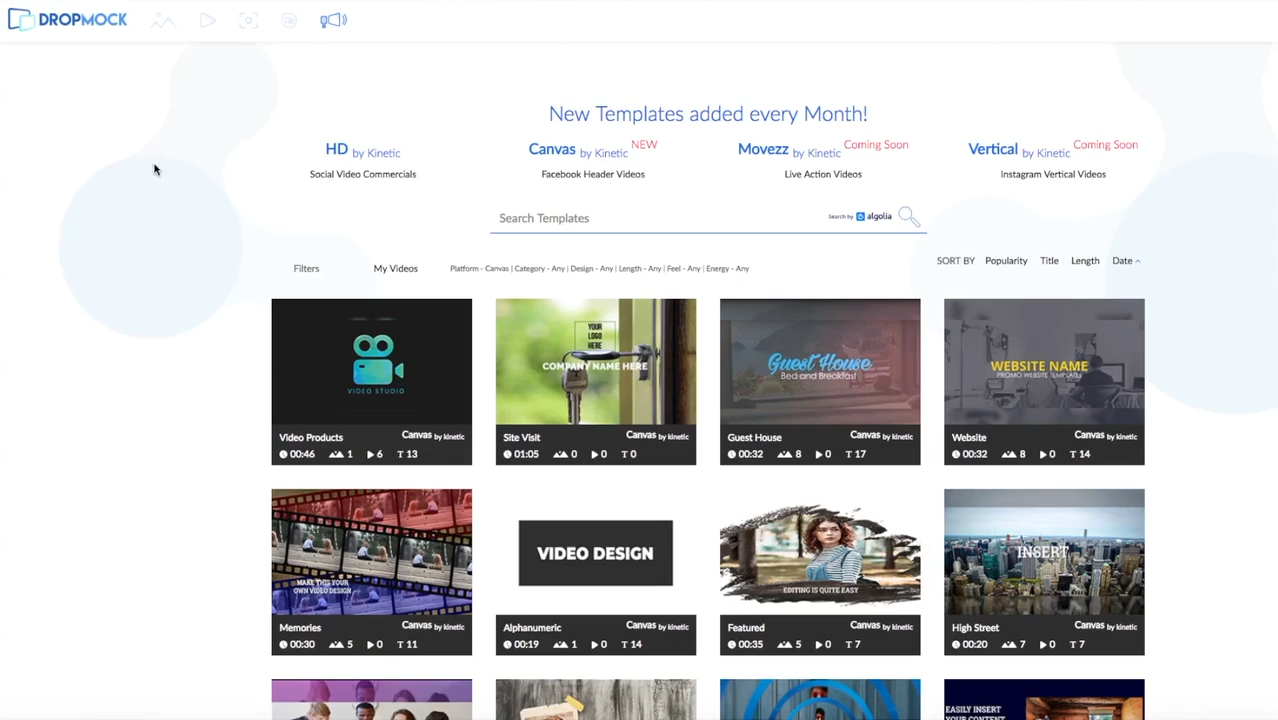 DROPMOCK
New Templates added every Month!
HD by Kinetic
Social Video Commercials
Canvas by Kinetic NEW
Facebook Header Videos
Movezz by Kinetic Coming Soon
Live Action Videos
Vertical by Kinetic Coming Soon
Instagram Vertical Videos
Search Templates
Search by algolia
Filters
My Videos
Platform - Canvas | Category - Any | Design - Any | Length - Any | Feel - Any | Energy - Any
SORT BY Popularity Title Length Date
VIDEO STUDIO
Video Products Canvas by kinetic
00:46 1 6 T 13
YOUR
LOGO
HERE
COMPANY NAME HERE
Site Visit Canvas by kinetic
01:05 0 0 T 0
Guest House
Bed and Breakfast
Guest House Canvas by kinetic
00:32 8 0 T 17
WEBSITE NAME
PROMO WEBSITE TEMPLATE
Website Canvas by kinetic
00:32 8 0 T 14
MAKE THIS YOUR
OWN VIDEO DESIGN
Memories Canvas by kinetic
00:30 5 0 T 11
VIDEO DESIGN
Alphanumeric Canvas by kinetic
00:19 1 0 T 14
EDITING IS QUITE EASY
Featured Canvas by kinetic
00:35 5 0 T 7
INSERT
High Street Canvas by kinetic
00:20 7 0 T 7
EASILY INSERT
YOUR CONTENT